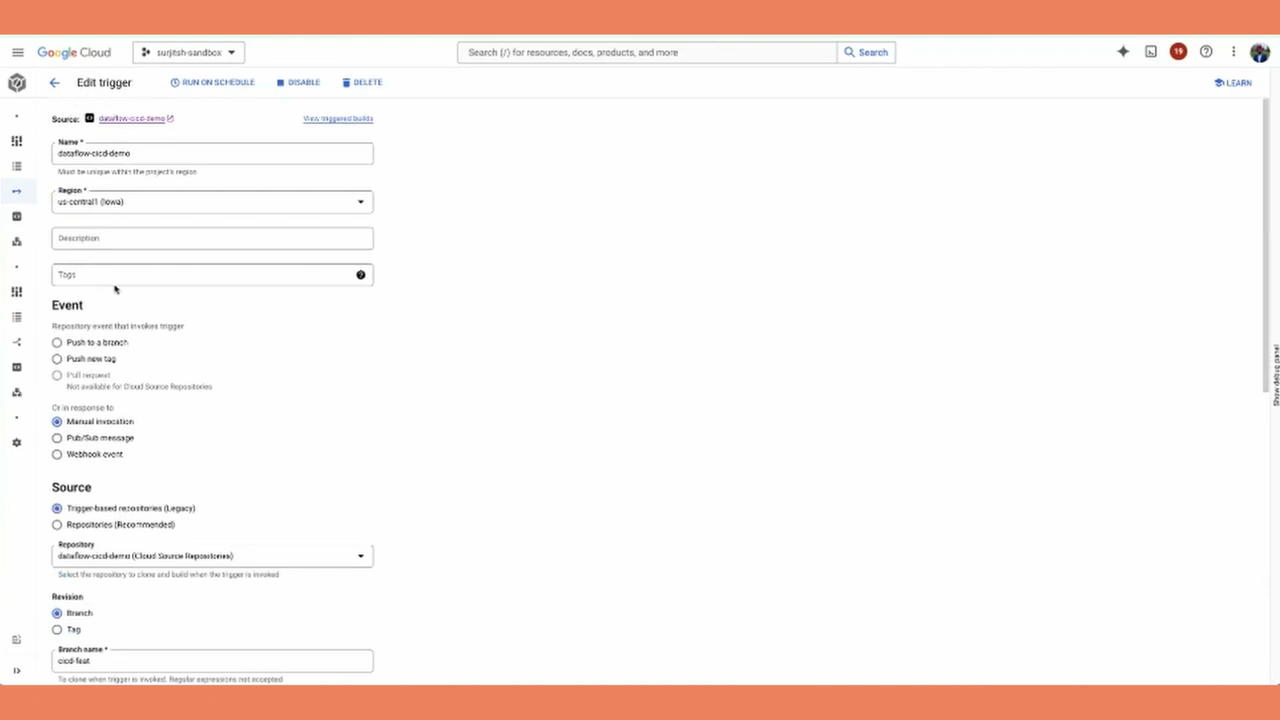 Google Cloud
surjitsh-sandbox
Search (/) for resources, docs, products, and more
Search
19
Edit trigger
RUN ON SCHEDULE
DISABLE
DELETE
LEARN
Source: dataflow-cicd-demo
View triggered builds
Name *
dataflow-cicd-demo
Must be unique within the project's region
Region *
us-central1 (Iowa)
Description
Tags
Event
Repository event that invokes trigger
Push to a branch
Push new tag
Pull request
Not available for Cloud Source Repositories
Or in response to
Manual invocation
Pub/Sub message
Webhook event
Source
Trigger-based repositories (Legacy)
Repositories (Recommended)
Repository
dataflow-cicd-demo (Cloud Source Repositories)
Select the repository to clone and build when the trigger is invoked
Revision
Branch
Tag
Branch name *
cicd-feat
To clone when trigger is invoked. Regular expressions not accepted
Show debug panel